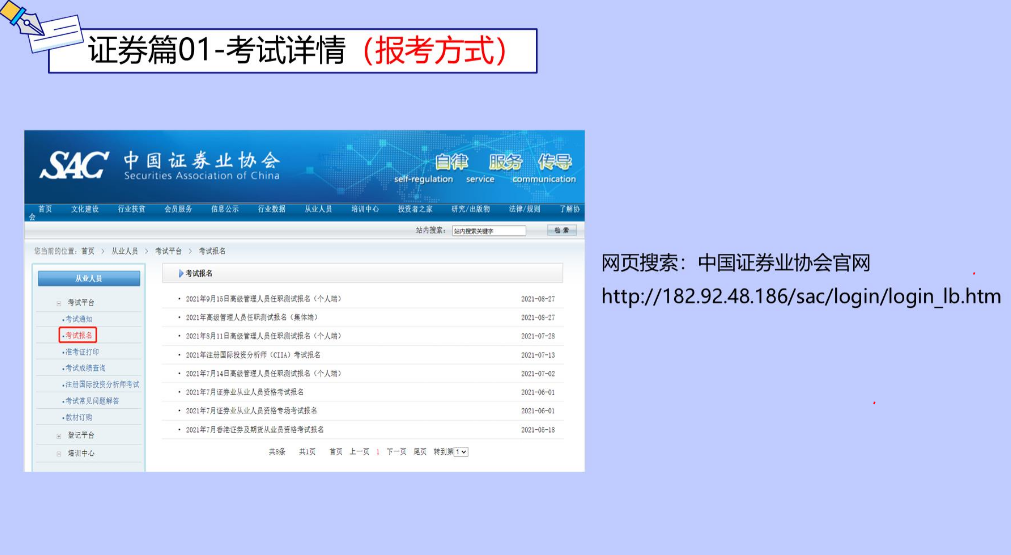 证券篇01-考试详情（报考方式）
SAC 中国证券业协会
Securities Association of China
自律 服务 传导
self-regulation service communication
首页 文化建设 行业扶贫 会员服务 信息公示 行业数据 从业人员 培训中心 投资者之家 研究/出版物 法律/规则 了解协
会
站内搜索： 站内搜索关键字 检 索
您当前的位置：首页 > 从业人员 > 考试平台 > 考试报名
从业人员
考试平台
考试通知
考试报名
准考证打印
考试成绩查询
注册国际投资分析师考试
考试常见问题解答
教材订购
登记平台
培训中心
考试报名
2021年9月15日高级管理人员任职测试报名（个人端） 2021-08-27
2021年高级管理人员任职测试报名（集体端） 2021-08-27
2021年8月11日高级管理人员任职测试报名（个人端） 2021-07-28
2021年注册国际投资分析师（CIIA）考试报名 2021-07-13
2021年7月14日高级管理人员任职测试报名（个人端） 2021-07-02
2021年7月证券业从业人员资格考试报名 2021-06-01
2021年7月证券业从业人员资格专场考试报名 2021-06-01
2021年7月香港证券及期货从业员资格考试报名 2021-05-18
共8条 共1页 首页 上一页 1 下一页 尾页 转到第 1
网页搜索：中国证券业协会官网
http://182.92.48.186/sac/login/login_lb.htm